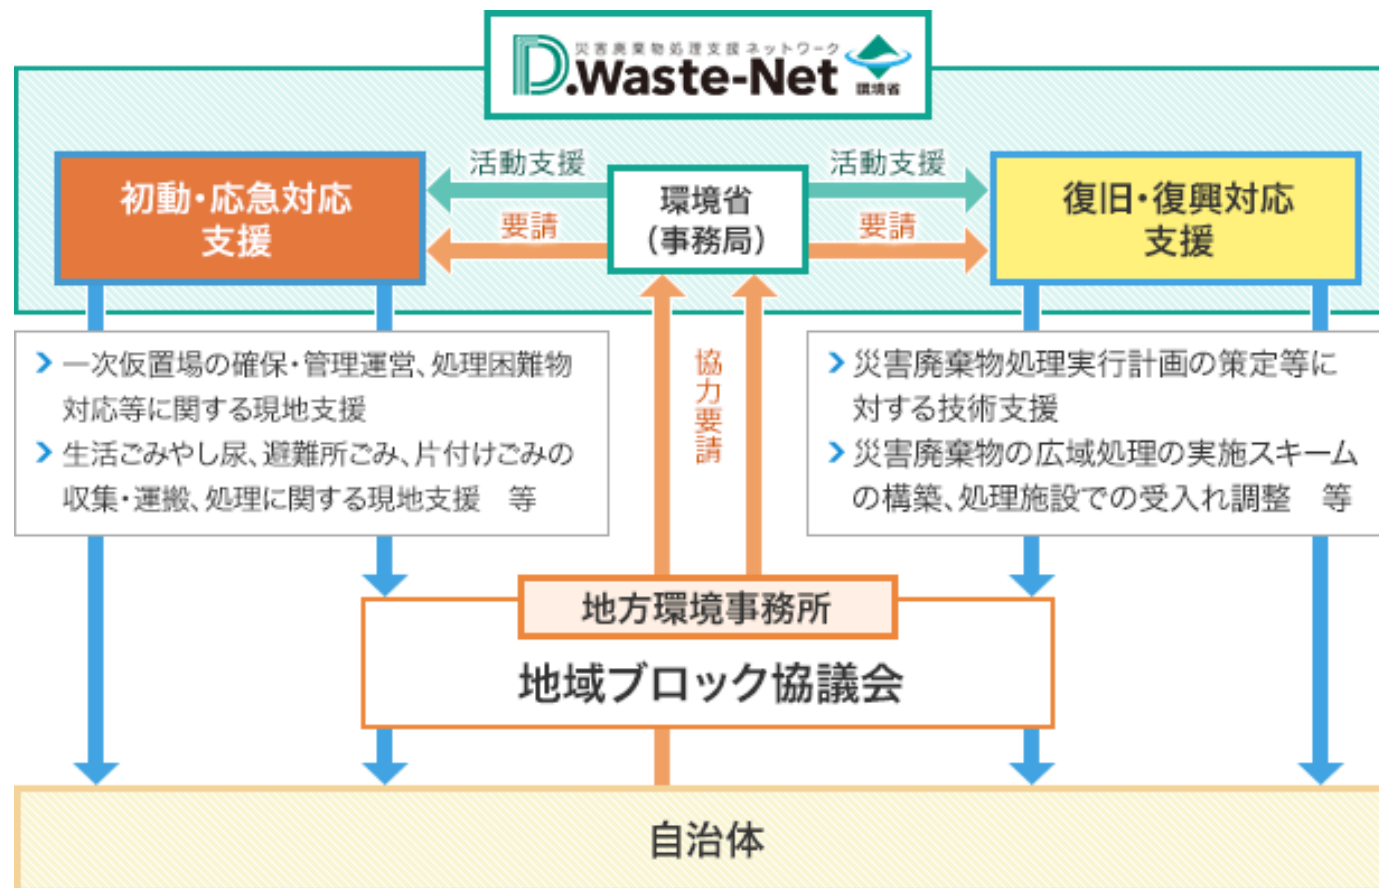 災害廃棄物処理支援ネットワーク
D.Waste-Net
環境省
初動・応急対応
支援
活動支援
要請
環境省
(事務局)
活動支援
要請
復旧・復興対応
支援
一次仮置場の確保・管理運営、処理困難物
対応等に関する現地支援
生活ごみやし尿、避難所ごみ、片付けごみの
収集・運搬、処理に関する現地支援 等
協力要請
災害廃棄物処理実行計画の策定等に
対する技術支援
災害廃棄物の広域処理の実施スキーム
の構築、処理施設での受入れ調整 等
地方環境事務所
地域ブロック協議会
自治体